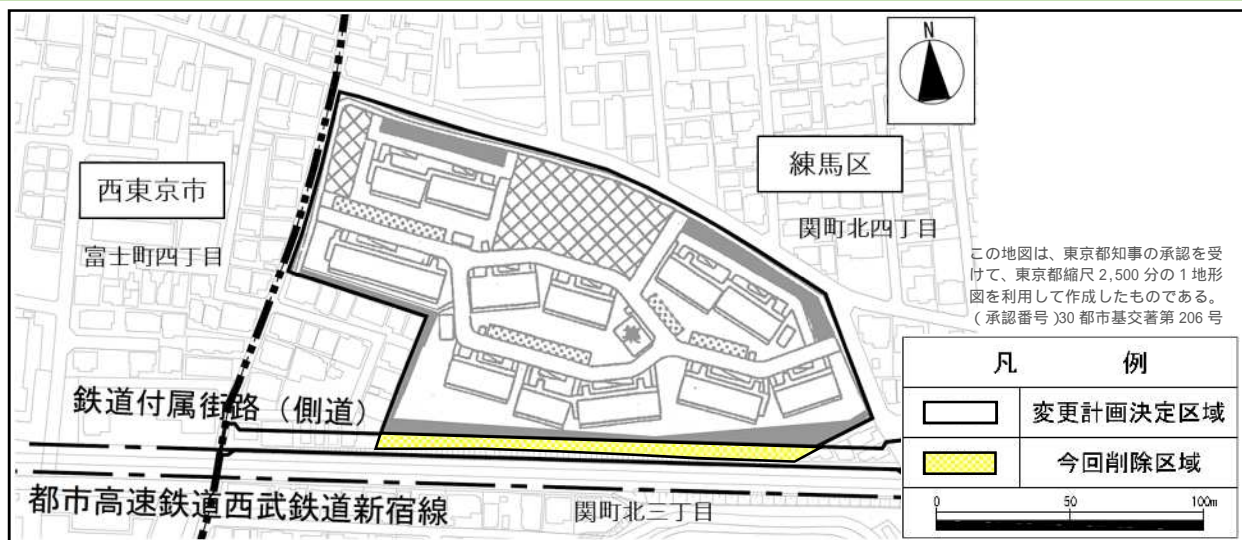 N
練馬区
西東京市
関町北四丁目
富士町四丁目
この地図は、東京都知事の承認を受
けて、東京都縮尺2,500分の1地形
図を利用して作成したものである。
(承認番号)30都市基交著第206号
凡 例
変更計画決定区域
今回削除区域
0 50 100m
鉄道付属街路(側道)
都市高速鉄道西武鉄道新宿線
関町北三丁目